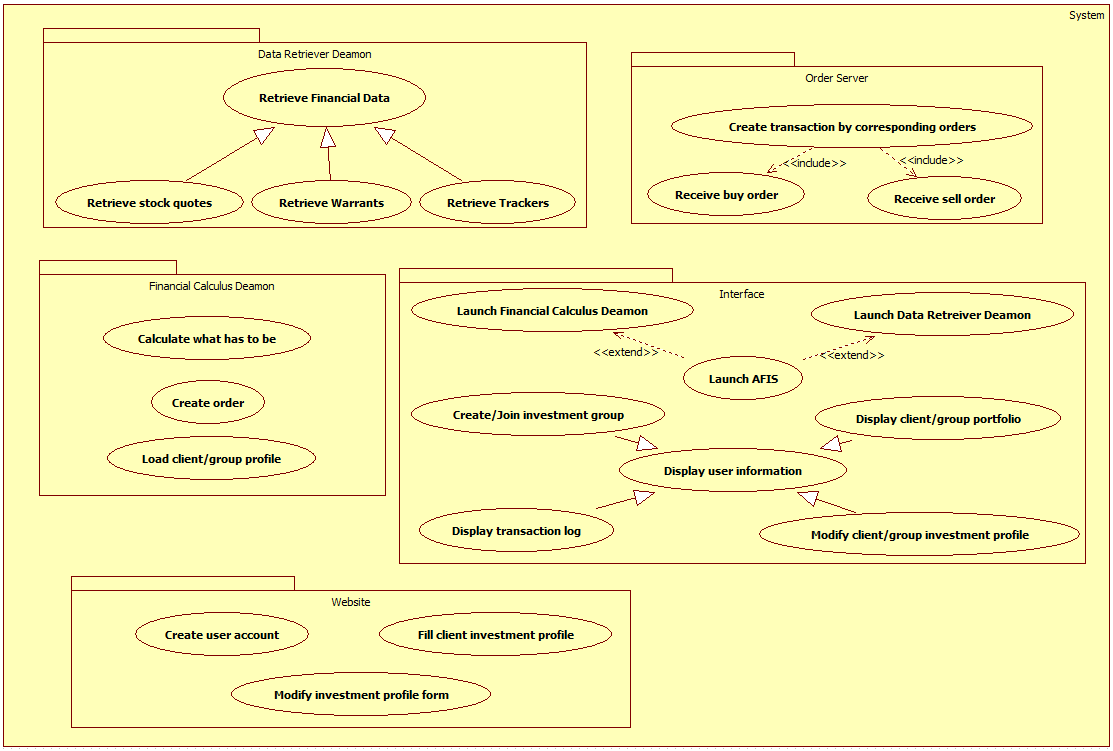 System
Data Retriever Deamon
Retrieve Financial Data
Retrieve stock quotes
Retrieve Warrants
Retrieve Trackers
Order Server
Create transaction by corresponding orders
<<include>>
<<include>>
Receive buy order
Receive sell order
Financial Calculus Deamon
Calculate what has to be
Create order
Load client/group profile
Interface
Launch Financial Calculus Deamon
Launch Data Retreiver Deamon
<<extend>>
<<extend>>
Launch AFIS
Create/Join investment group
Display client/group portfolio
Display user information
Display transaction log
Modify client/group investment profile
Website
Create user account
Fill client investment profile
Modify investment profile form